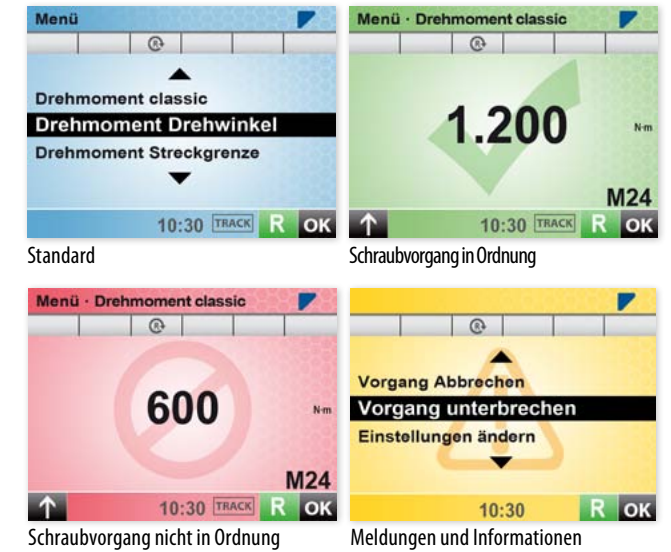 Menü
R
Drehmoment classic
Drehmoment Drehwinkel
Drehmoment Streckgrenze
10:30 TRACK R OK
Standard
Menü · Drehmoment classic
R
1.200 N·m
M24
10:30 TRACK R OK
Schraubvorgang in Ordnung
Menü · Drehmoment classic
R
600 N·m
M24
10:30 TRACK R OK
Schraubvorgang nicht in Ordnung
R
Vorgang Abbrechen
Vorgang unterbrechen
Einstellungen ändern
10:30 R OK
Meldungen und Informationen